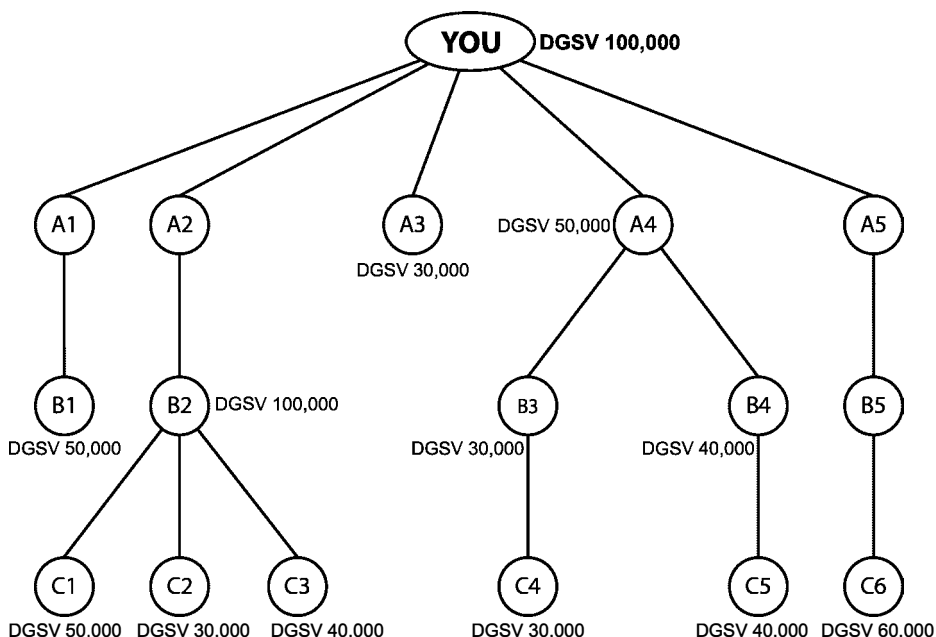 YOU DGSV 100,000
A1 A2 A3 DGSV 50,000 A4 A5
DGSV 30,000
B1 B2 DGSV 100,000 B3 B4 B5
DGSV 50,000 DGSV 30,000 DGSV 40,000
C1 C2 C3 C4 C5 C6
DGSV 50.000 DGSV 30.000 DGSV 40.000 DGSV 30.000 DGSV 40.000 DGSV 60.000